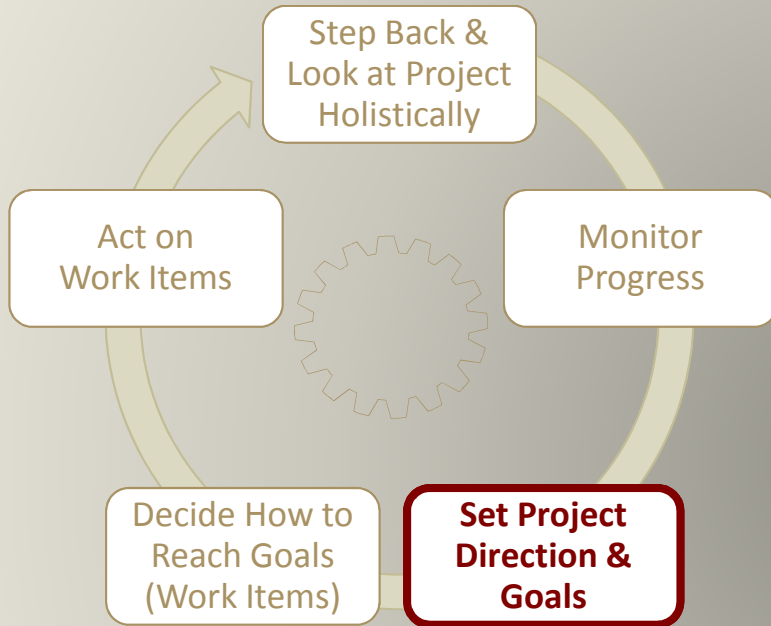 Step Back &
Look at Project
Holistically
Act on
Work Items
Monitor
Progress
Decide How to
Reach Goals
(Work Items)
Set Project
Direction &
Goals